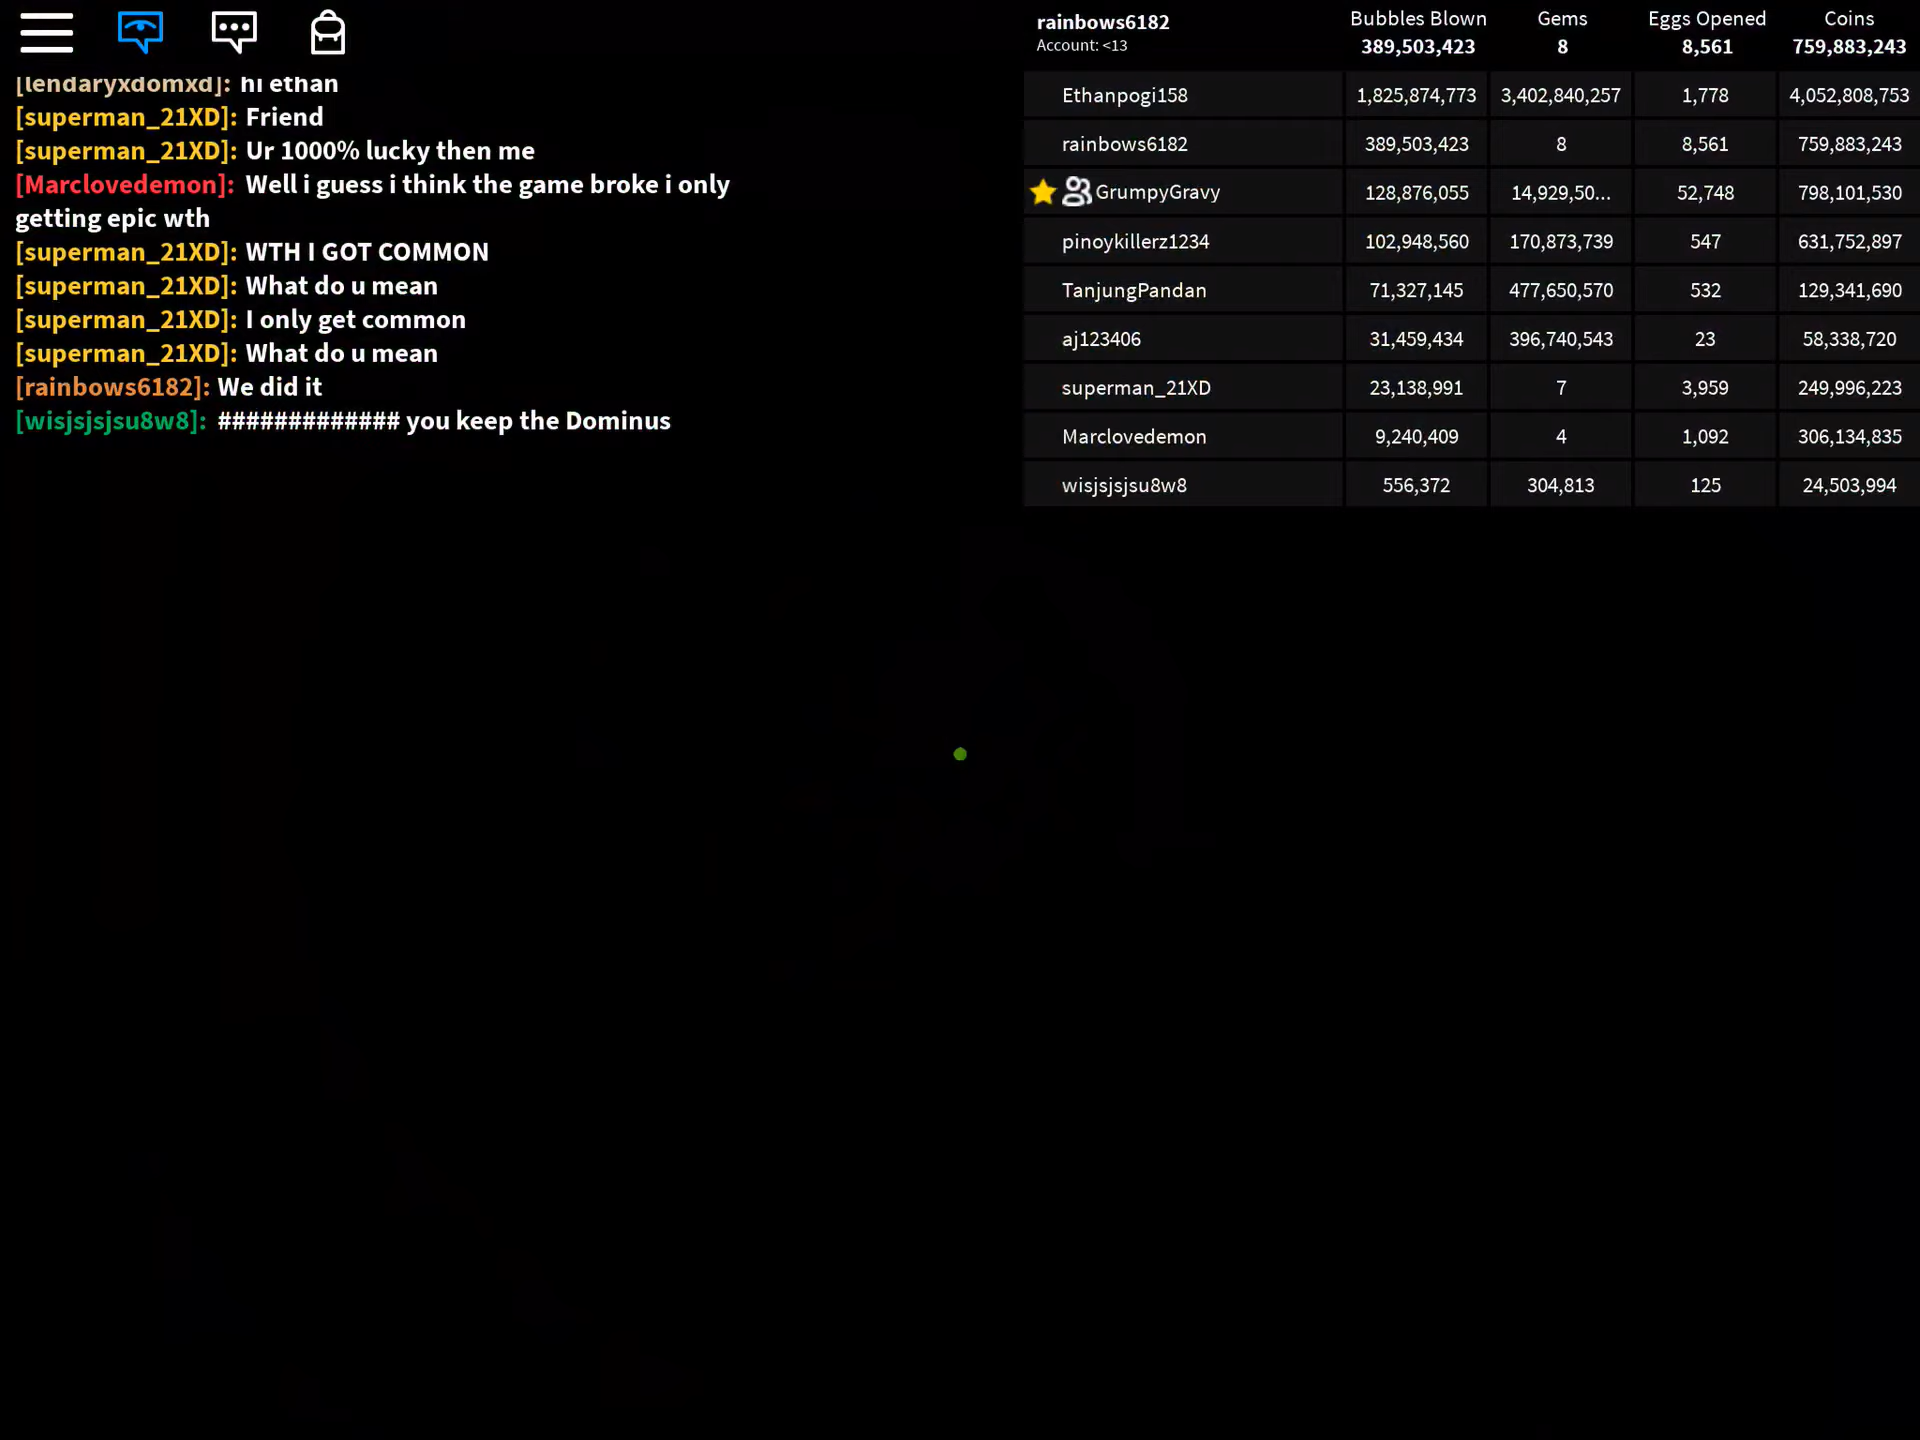 [lendaryxdomxd]: hi ethan
[superman_21XD]: Friend
[superman_21XD]: Ur 1000% lucky then me
[Marclovedemon]: Well i guess i think the game broke i only
getting epic wth
[superman_21XD]: WTH I GOT COMMON
[superman_21XD]: What do u mean
[superman_21XD]: I only get common
[superman_21XD]: What do u mean
[rainbows6182]: We did it
[wisjsjsjsu8w8]: ############# you keep the Dominus
rainbows6182 Bubbles Blown Gems Eggs Opened Coins
Account: <13 389,503,423 8 8,561 759,883,243
Ethanpogi158 1,825,874,773 3,402,840,257 1,778 4,052,808,753
rainbows6182 389,503,423 8 8,561 759,883,243
GrumpyGravy 128,876,055 14,929,50... 52,748 798,101,530
pinoykillerz1234 102,948,560 170,873,739 547 631,752,897
TanjungPandan 71,327,145 477,650,570 532 129,341,690
aj123406 31,459,434 396,740,543 23 58,338,720
superman_21XD 23,138,991 7 3,959 249,996,223
Marclovedemon 9,240,409 4 1,092 306,134,835
wisjsjsjsu8w8 556,372 304,813 125 24,503,994